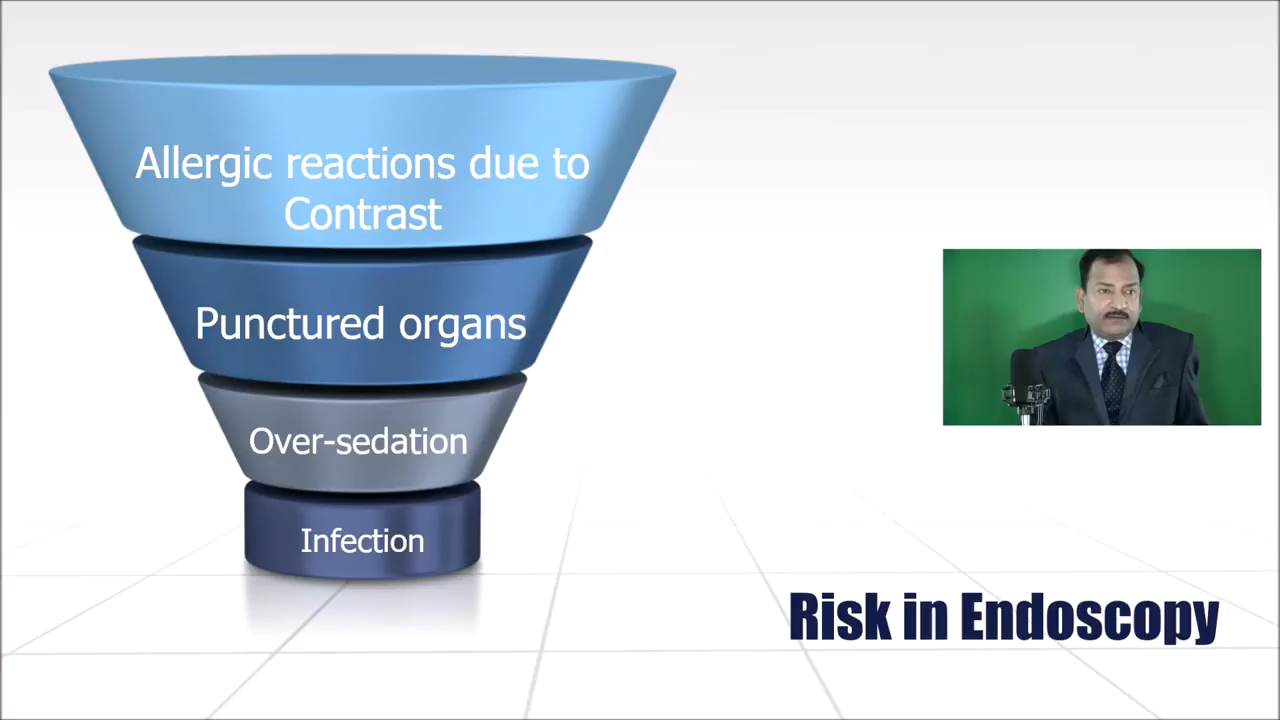 Allergic reactions due to
Contrast
Punctured organs
Over-sedation
Infection
Risk in Endoscopy